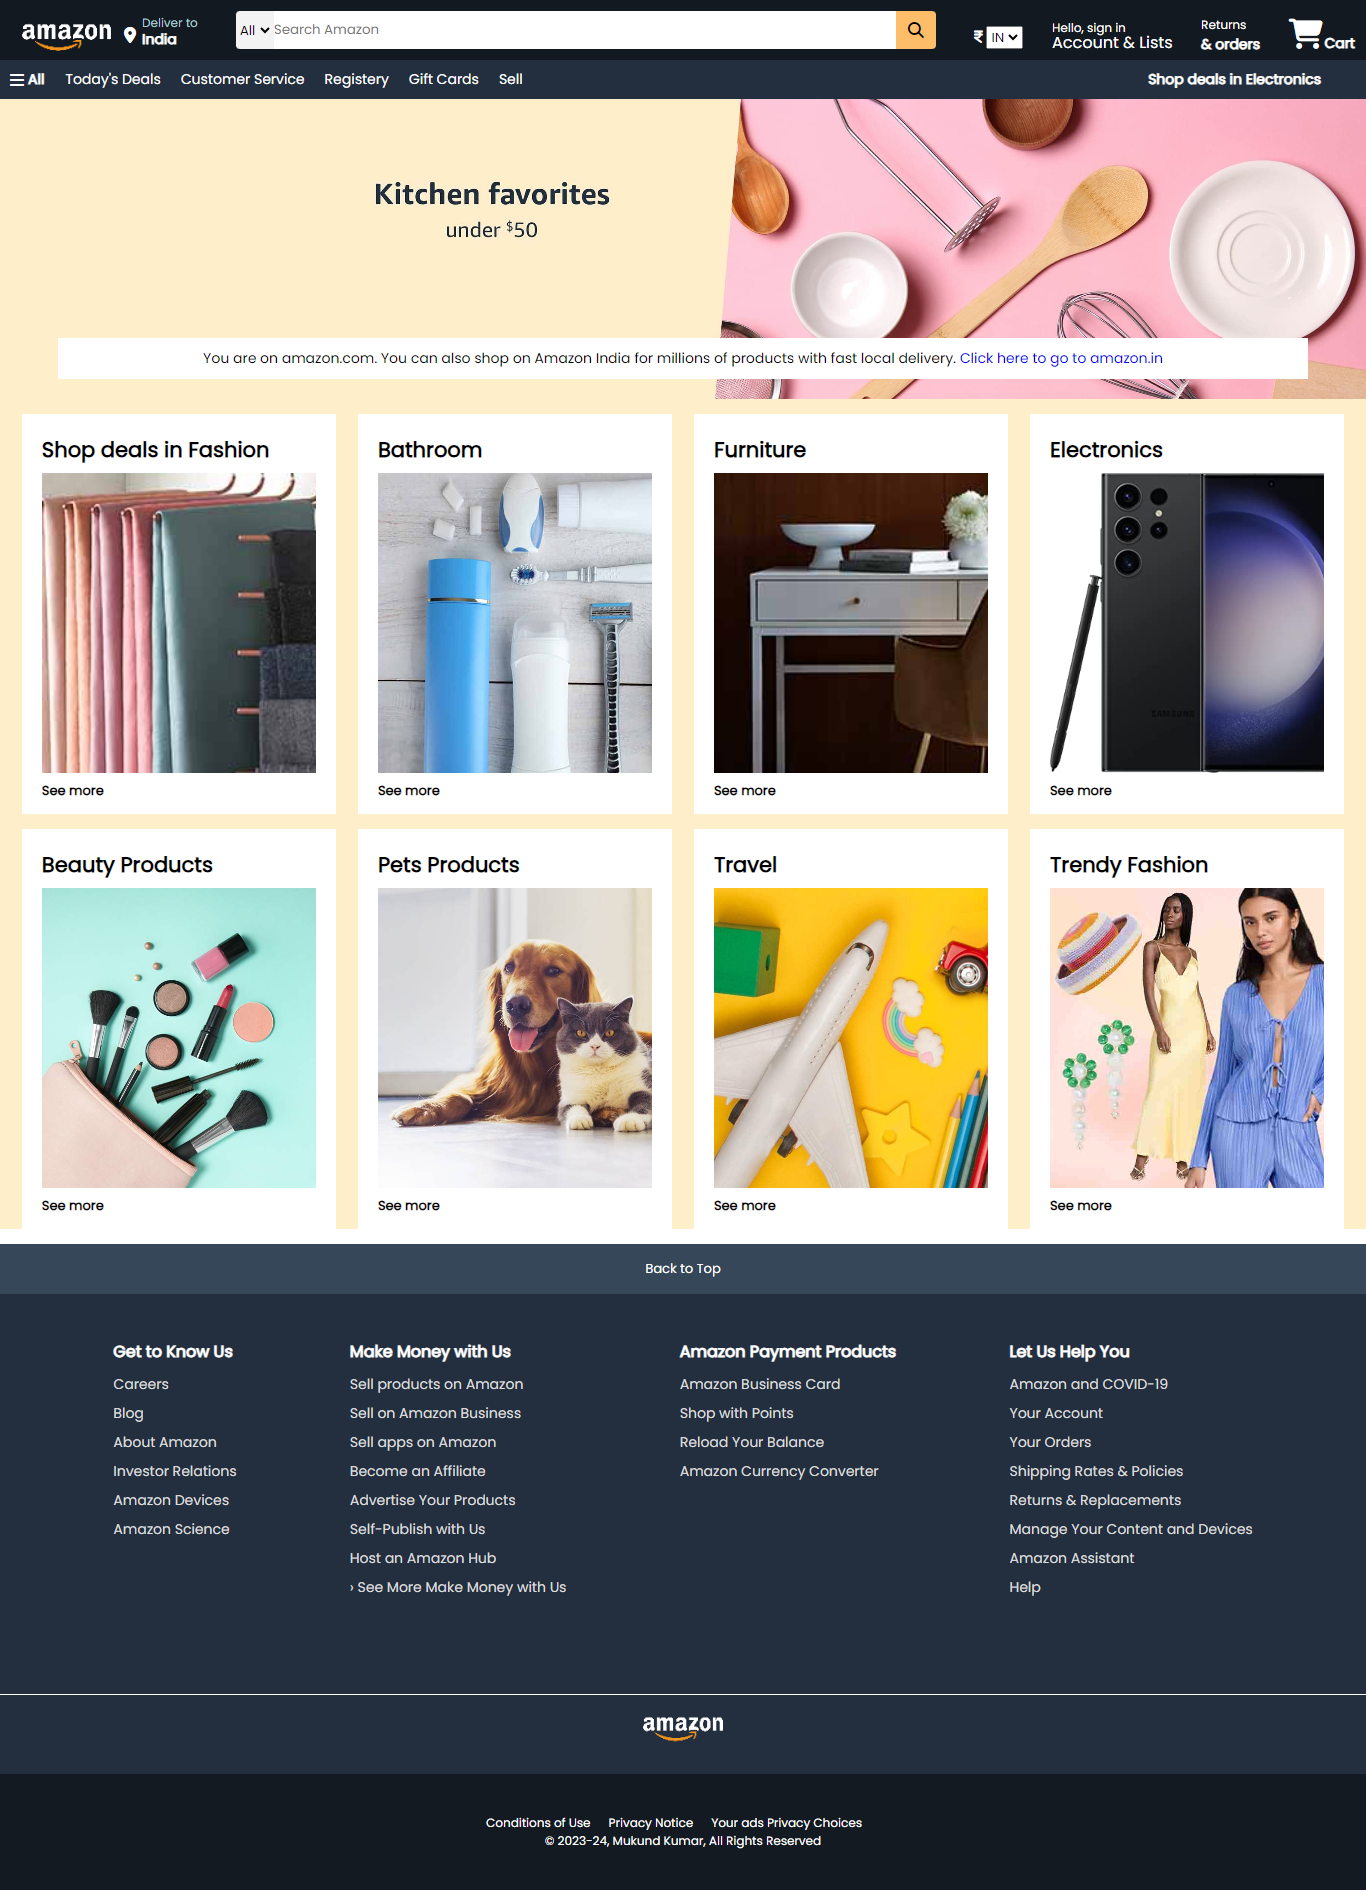 amazon
Deliver to
India
All
Search Amazon
₹ IN
Hello, sign in
Account & Lists
Returns
& orders
Cart
All
Today's Deals
Customer Service
Registery
Gift Cards
Sell
Shop deals in Electronics
Kitchen favorites
under $50
You are on amazon.com. You can also shop on Amazon India for millions of products with fast local delivery. Click here to go to amazon.in
Shop deals in Fashion
See more
Bathroom
See more
Furniture
See more
Electronics
SAMSUNG
See more
Beauty Products
See more
Pets Products
See more
Travel
See more
Trendy Fashion
See more
Back to Top
Get to Know Us
Careers
Blog
About Amazon
Investor Relations
Amazon Devices
Amazon Science
Make Money with Us
Sell products on Amazon
Sell on Amazon Business
Sell apps on Amazon
Become an Affiliate
Advertise Your Products
Self-Publish with Us
Host an Amazon Hub
› See More Make Money with Us
Amazon Payment Products
Amazon Business Card
Shop with Points
Reload Your Balance
Amazon Currency Converter
Let Us Help You
Amazon and COVID-19
Your Account
Your Orders
Shipping Rates & Policies
Returns & Replacements
Manage Your Content and Devices
Amazon Assistant
Help
amazon
Conditions of Use
Privacy Notice
Your ads Privacy Choices
© 2023-24, Mukund Kumar, All Rights Reserved